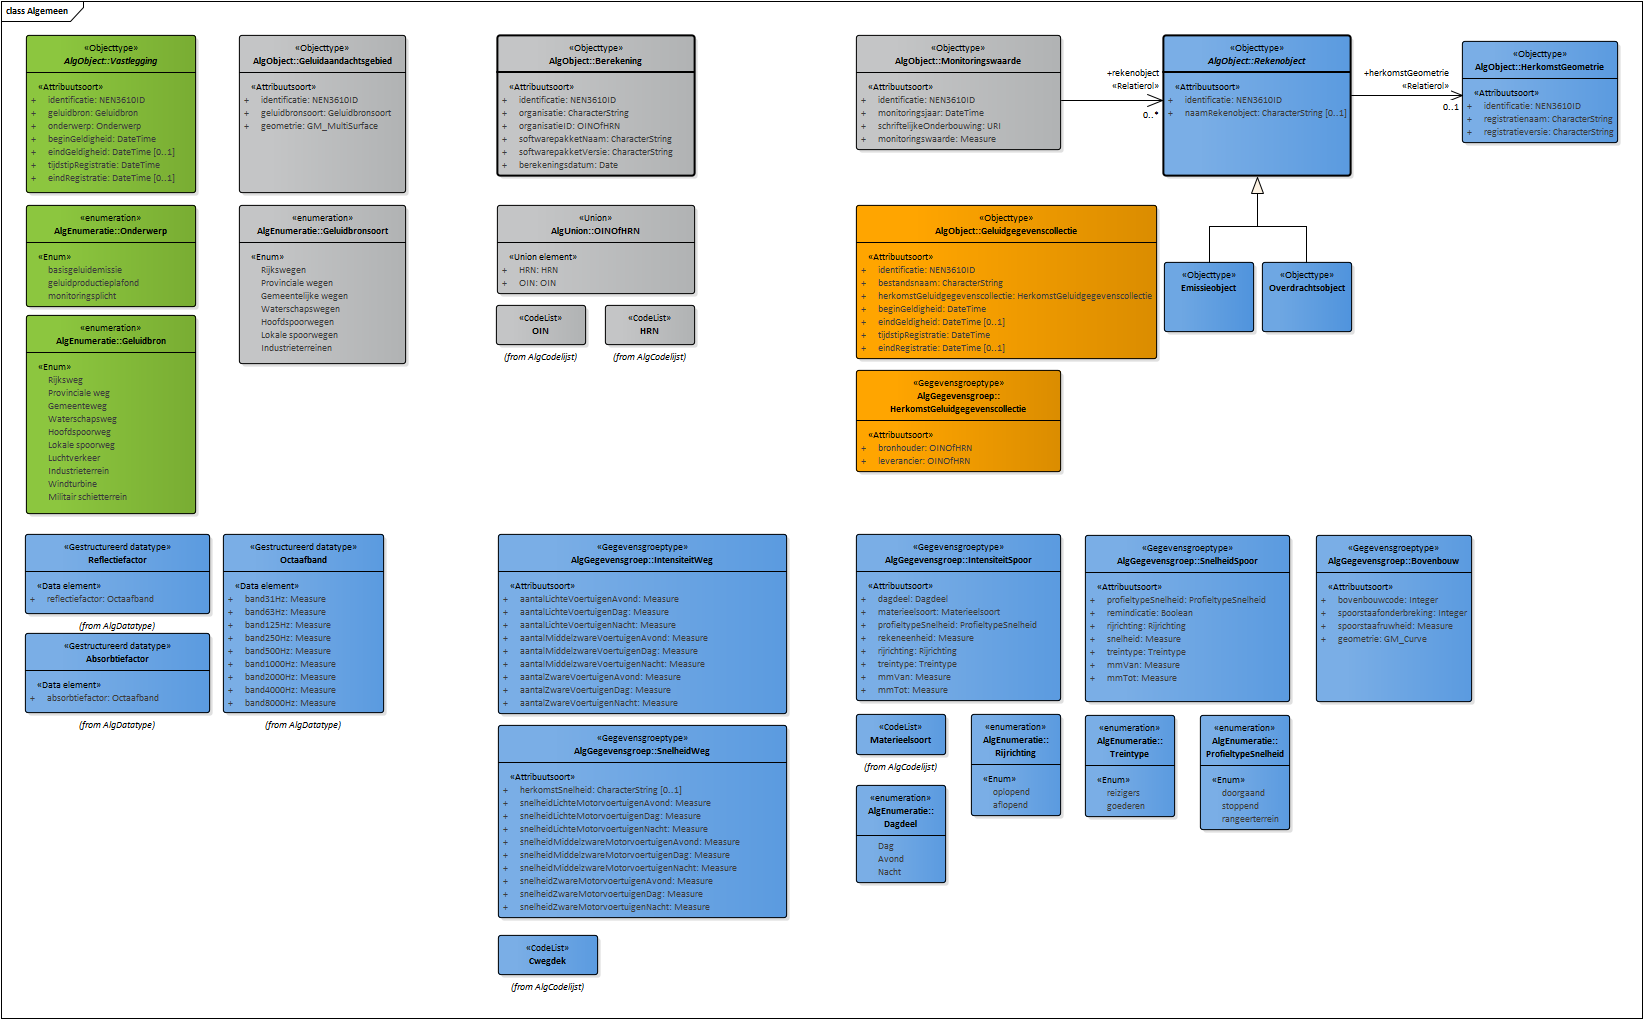 class Algemeen
«Objecttype»
AlgObject::Vastlegging
«Attribuutsoort»
+ identificatie: NEN3610ID
+ geluidbron: Geluidbron
+ onderwerp: Onderwerp
+ beginGeldigheid: DateTime
+ eindGeldigheid: DateTime [0..1]
+ tijdstipRegistratie: DateTime
+ eindRegistratie: DateTime [0..1]
«Objecttype»
AlgObject::Geluidaandachtsgebied
«Attribuutsoort»
+ identificatie: NEN3610ID
+ geluidbronsoort: Geluidbronsoort
+ geometrie: GM_MultiSurface
«Objecttype»
AlgObject::Berekening
«Attribuutsoort»
+ identificatie: NEN3610ID
+ organisatie: CharacterString
+ organisatieID: OINOfHRN
+ softwarepakketNaam: CharacterString
+ softwarepakketVersie: CharacterString
+ berekeningsdatum: Date
«Objecttype»
AlgObject::Monitoringswaarde
«Attribuutsoort»
+ identificatie: NEN3610ID
+ monitoringsjaar: DateTime
+ schriftelijkeOnderbouwing: URI
+ monitoringswaarde: Measure
+rekenobject
«Relatierol»
0..*
«Objecttype»
AlgObject::Rekenobject
«Attribuutsoort»
+ identificatie: NEN3610ID
+ naamRekenobject: CharacterString [0..1]
+herkomstGeometrie
«Relatierol»
0..1
«Objecttype»
AlgObject::HerkomstGeometrie
«Attribuutsoort»
+ identificatie: NEN3610ID
+ registratienaam: CharacterString
+ registratieversie: CharacterString
«enumeration»
AlgEnumeratie::Onderwerp
«Enum»
basisgeluidemissie
geluidproductieplafond
monitoringsplicht
«enumeration»
AlgEnumeratie::Geluidbronsoort
«Enum»
Rijkswegen
Provinciale wegen
Gemeentelijke wegen
Waterschapswegen
Hoofdspoorwegen
Lokale spoorwegen
Industrieterreinen
«Union»
AlgUnion::OINOfHRN
«Union element»
+ HRN: HRN
+ OIN: OIN
«CodeList»
OIN
(from AlgCodelijst)
«CodeList»
HRN
(from AlgCodelijst)
«Objecttype»
AlgObject::Geluidgegevenscollectie
«Attribuutsoort»
+ identificatie: NEN3610ID
+ bestandsnaam: CharacterString
+ herkomstGeluidgegevenscollectie: HerkomstGeluidgegevenscollectie
+ beginGeldigheid: DateTime
+ eindGeldigheid: DateTime [0..1]
+ tijdstipRegistratie: DateTime
+ eindRegistratie: DateTime [0..1]
«Objecttype»
Emissieobject
«Objecttype»
Overdrachtsobject
«enumeration»
AlgEnumeratie::Geluidbron
«Enum»
Rijksweg
Provinciale weg
Gemeenteweg
Waterschapsweg
Hoofdspoorweg
Lokale spoorweg
Luchtverkeer
Industrieterrein
Windturbine
Militair schietterrein
«Gegevensgroeptype»
AlgGegevensgroep::
HerkomstGeluidgegevenscollectie
«Attribuutsoort»
+ bronhouder: OINOfHRN
+ leverancier: OINOfHRN
«Gestructureerd datatype»
Reflectiefactor
«Data element»
+ reflectiefactor: Octaafband
(from AlgDatatype)
«Gestructureerd datatype»
Absorbtiefactor
«Data element»
+ absorbtiefactor: Octaafband
(from AlgDatatype)
«Gestructureerd datatype»
Octaafband
«Data element»
+ band31Hz: Measure
+ band63Hz: Measure
+ band125Hz: Measure
+ band250Hz: Measure
+ band500Hz: Measure
+ band1000Hz: Measure
+ band2000Hz: Measure
+ band4000Hz: Measure
+ band8000Hz: Measure
(from AlgDatatype)
«Gegevensgroeptype»
AlgGegevensgroep::IntensiteitWeg
«Attribuutsoort»
+ aantalLichteVoertuigenAvond: Measure
+ aantalLichteVoertuigenDag: Measure
+ aantalLichteVoertuigenNacht: Measure
+ aantalMiddelzwareVoertuigenAvond: Measure
+ aantalMiddelzwareVoertuigenDag: Measure
+ aantalMiddelzwareVoertuigenNacht: Measure
+ aantalZwareVoertuigenAvond: Measure
+ aantalZwareVoertuigenDag: Measure
+ aantalZwareVoertuigenNacht: Measure
«Gegevensgroeptype»
AlgGegevensgroep::SnelheidWeg
«Attribuutsoort»
+ herkomstSnelheid: CharacterString [0..1]
+ snelheidLichteMotorvoertuigenAvond: Measure
+ snelheidLichteMotorvoertuigenDag: Measure
+ snelheidLichteMotorvoertuigenNacht: Measure
+ snelheidMiddelzwareMotorvoertuigenAvond: Measure
+ snelheidMiddelzwareMotorvoertuigenDag: Measure
+ snelheidMiddelzwareMotorvoertuigenNacht: Measure
+ snelheidZwareMotorvoertuigenAvond: Measure
+ snelheidZwareMotorvoertuigenDag: Measure
+ snelheidZwareMotorvoertuigenNacht: Measure
«CodeList»
Cwegdek
(from AlgCodelijst)
«Gegevensgroeptype»
AlgGegevensgroep::IntensiteitSpoor
«Attribuutsoort»
+ dagdeel: Dagdeel
+ materieelsoort: Materieelsoort
+ profieltypeSnelheid: ProfieltypeSnelheid
+ rekeneenheid: Measure
+ rijrichting: Rijrichting
+ treintype: Treintype
+ mmVan: Measure
+ mmTot: Measure
«Gegevensgroeptype»
AlgGegevensgroep::SnelheidSpoor
«Attribuutsoort»
+ profieltypeSnelheid: ProfieltypeSnelheid
+ remindicatie: Boolean
+ rijrichting: Rijrichting
+ snelheid: Measure
+ treintype: Treintype
+ mmVan: Measure
+ mmTot: Measure
«Gegevensgroeptype»
AlgGegevensgroep::Bovenbouw
«Attribuutsoort»
+ bovenbouwcode: Integer
+ spoorstaafonderbreking: Integer
+ spoorstaafruwheid: Measure
+ geometrie: GM_Curve
«CodeList»
Materieelsoort
(from AlgCodelijst)
«enumeration»
AlgEnumeratie::
Rijrichting
«Enum»
oplopend
aflopend
«enumeration»
AlgEnumeratie::
Treintype
«Enum»
reizigers
goederen
«enumeration»
AlgEnumeratie::
ProfieltypeSnelheid
«Enum»
doorgaand
stoppend
rangeerterrein
«enumeration»
AlgEnumeratie::
Dagdeel
Dag
Avond
Nacht